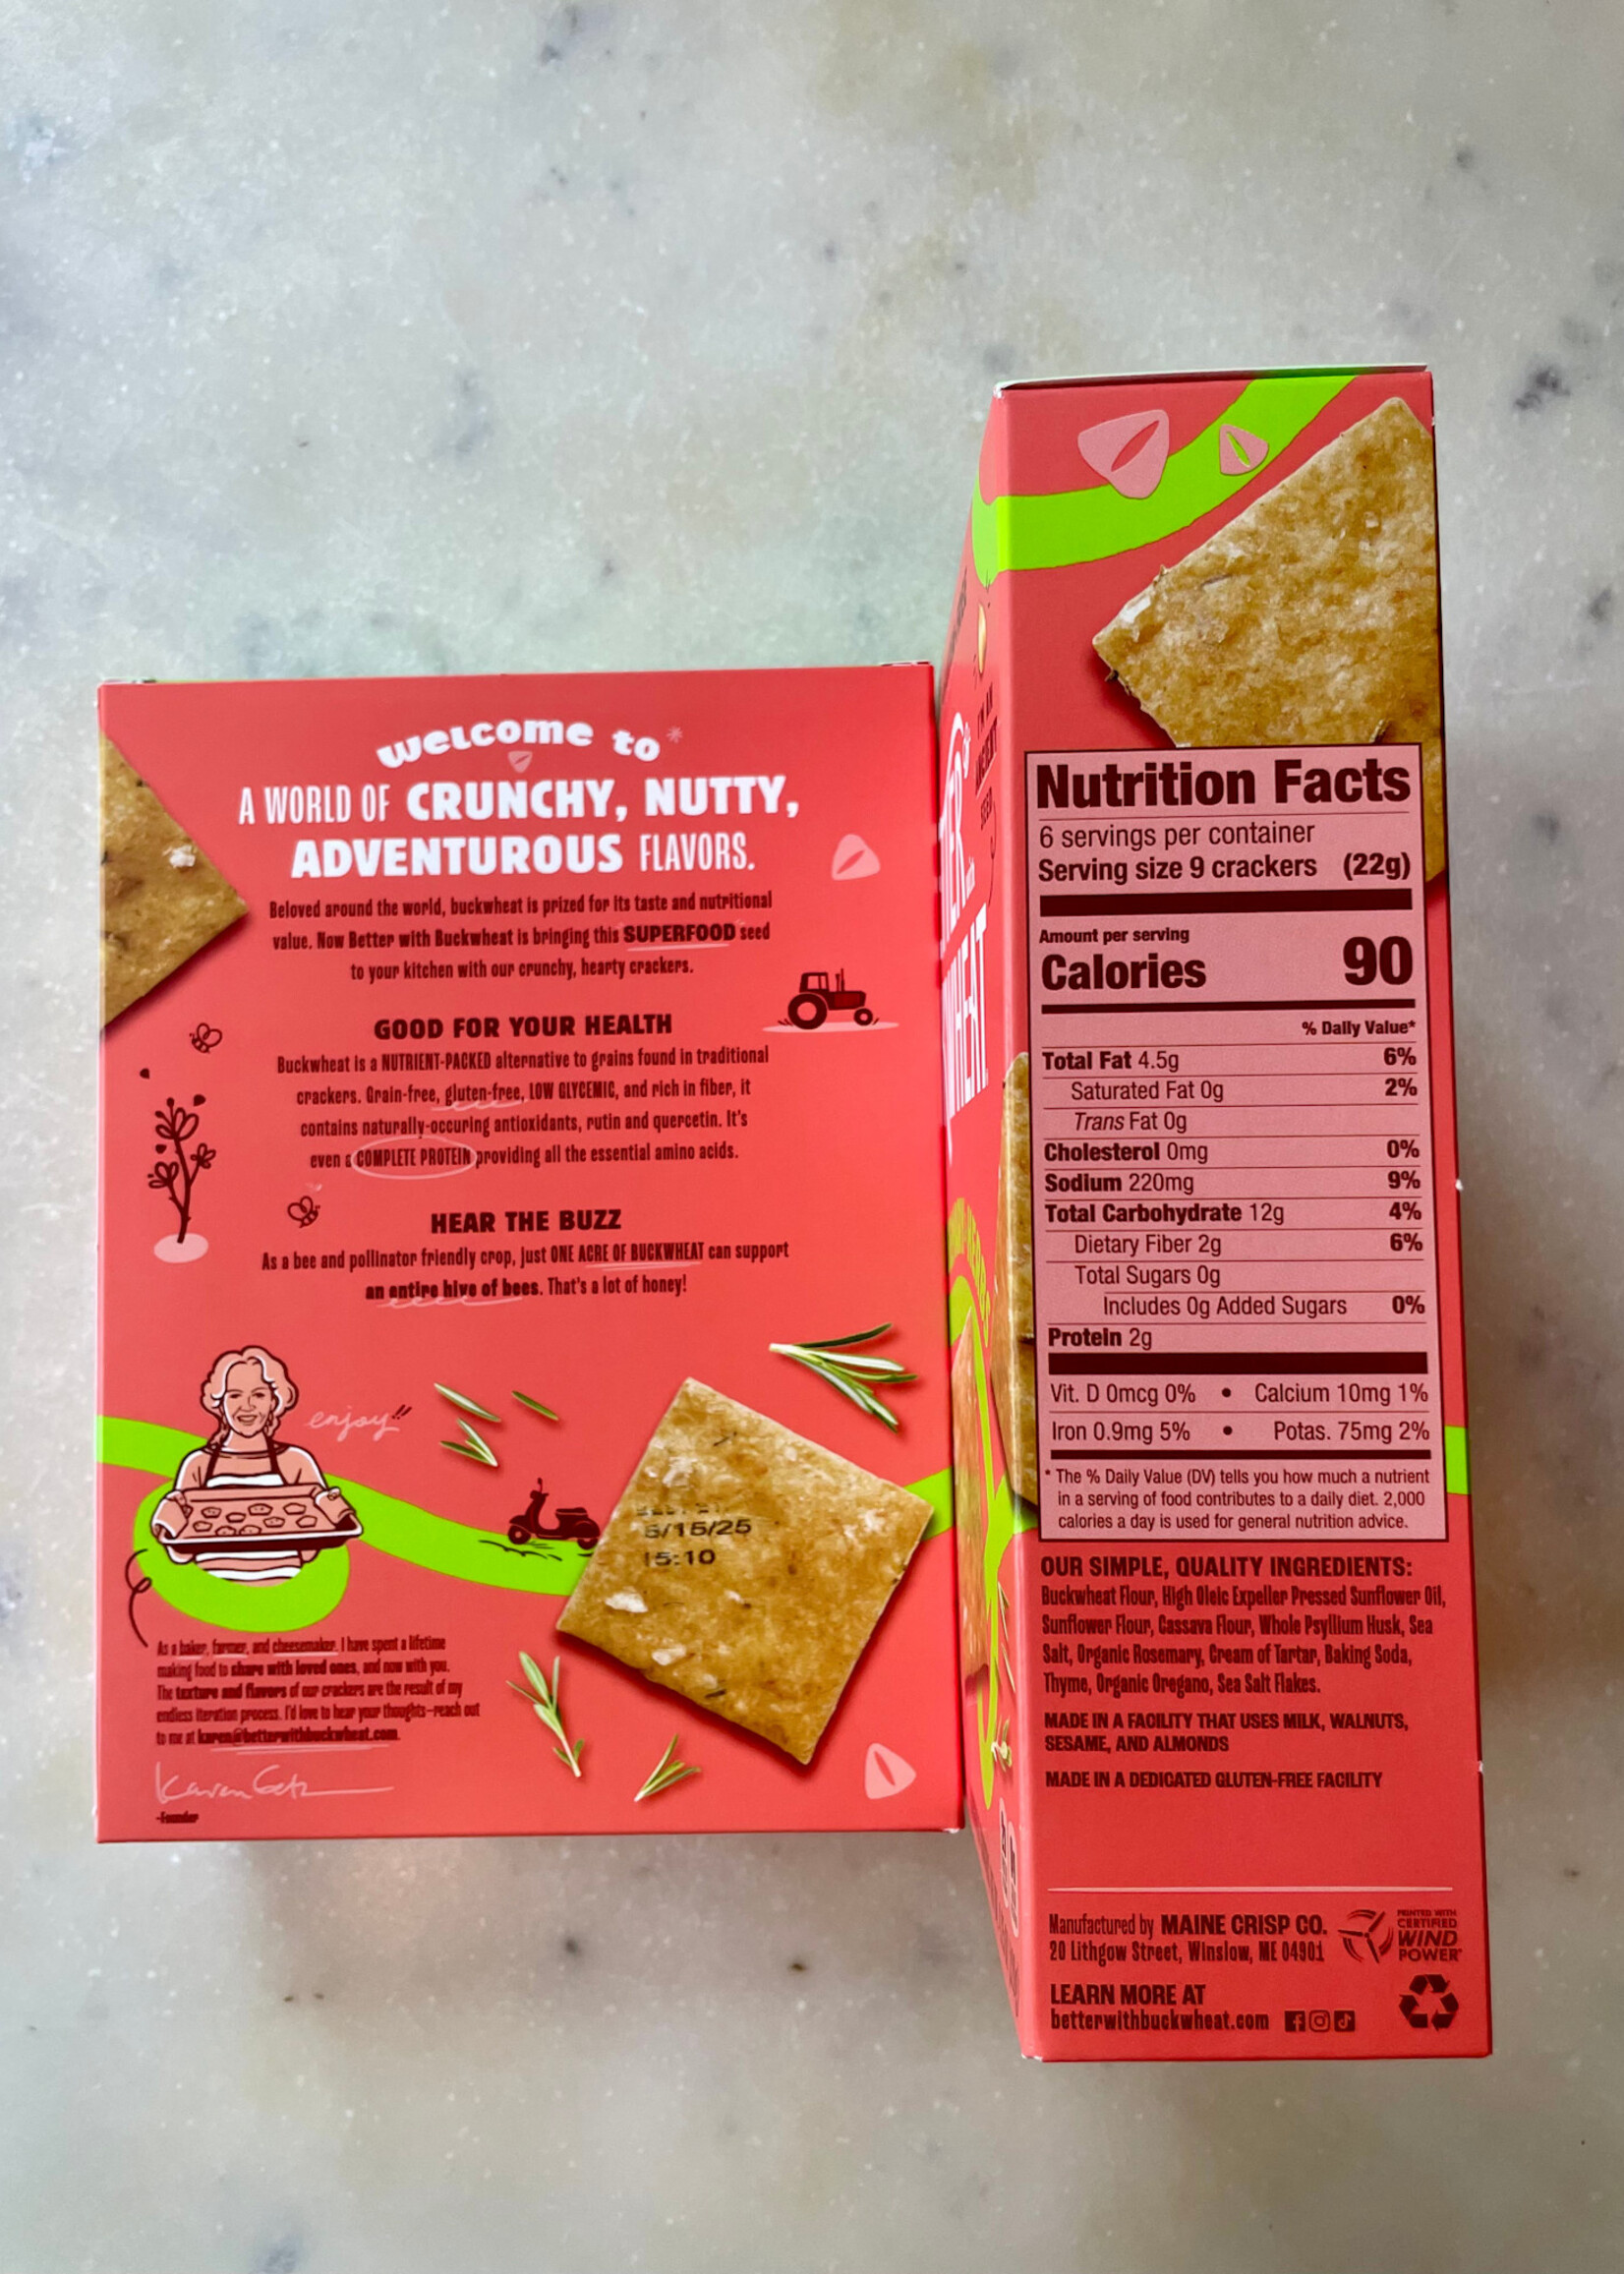 welcome to
A WORLD OF CRUNCHY, NUTTY,
ADVENTUROUS FLAVORS.
Beloved around the world, buckwheat is prized for its taste and nutritional
value. Now Better with Buckwheat is bringing this SUPERFOOD seed
to your kitchen with our crunchy, hearty crackers.
GOOD FOR YOUR HEALTH
Buckwheat is a NUTRIENT-PACKED alternative to grains found in traditional
crackers. Grain-free, gluten-free, LOW GLYCEMIC, and rich in fiber, it
contains naturally-occuring antioxidants, rutin and quercetin. It's
even a COMPLETE PROTEIN providing all the essential amino acids.
HEAR THE BUZZ
As a bee and pollinator friendly crop, just ONE ACRE OF BUCKWHEAT can support
an entire hive of bees. That's a lot of honey!
enjoy!!
5/15/25
15:10
As a baker, farmer, and cheesemaker, I have spent a lifetime
making food to share with loved ones, and now with you.
The texture and flavors of our crackers are the result of my
endless iteration process. I'd love to hear your thoughts–reach out
to me at karen@betterwithbuckwheat.com.
Karen Getz
-Founder
I'M AN
ANCIENT
SEED
Nutrition Facts
6 servings per container
Serving size 9 crackers (22g)
Amount per serving
Calories 90
% Daily Value*
Total Fat 4.5g 6%
Saturated Fat 0g 2%
Trans Fat 0g
Cholesterol 0mg 0%
Sodium 220mg 9%
Total Carbohydrate 12g 4%
Dietary Fiber 2g 6%
Total Sugars 0g
Includes 0g Added Sugars 0%
Protein 2g
Vit. D 0mcg 0% • Calcium 10mg 1%
Iron 0.9mg 5% • Potas. 75mg 2%
* The % Daily Value (DV) tells you how much a nutrient
in a serving of food contributes to a daily diet. 2,000
calories a day is used for general nutrition advice.
OUR SIMPLE, QUALITY INGREDIENTS:
Buckwheat Flour, High Oleic Expeller Pressed Sunflower Oil,
Sunflower Flour, Cassava Flour, Whole Psyllium Husk, Sea
Salt, Organic Rosemary, Cream of Tartar, Baking Soda,
Thyme, Organic Oregano, Sea Salt Flakes.
MADE IN A FACILITY THAT USES MILK, WALNUTS,
SESAME, AND ALMONDS
MADE IN A DEDICATED GLUTEN-FREE FACILITY
Manufactured by MAINE CRISP CO.
20 Lithgow Street, Winslow, ME 04901
PRINTED WITH
CERTIFIED
WIND
POWER
LEARN MORE AT
betterwithbuckwheat.com